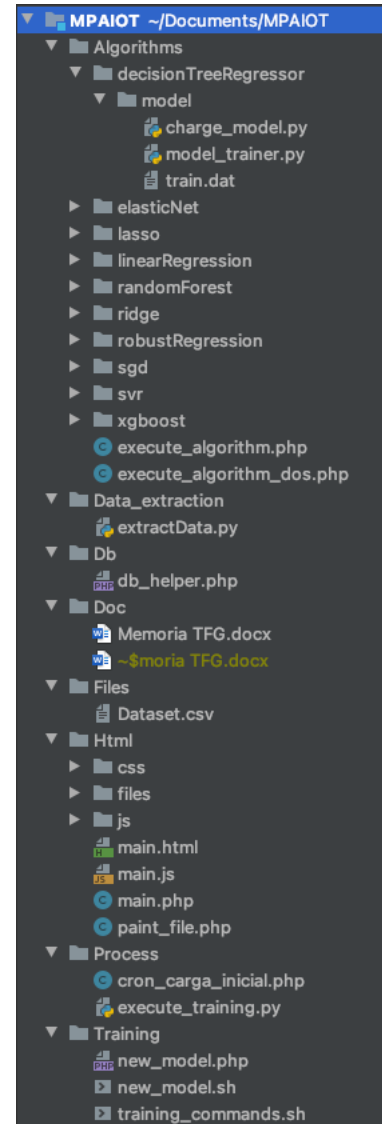 MPAIOT ~/Documents/MPAIOT
Algorithms
decisionTreeRegressor
model
charge_model.py
model_trainer.py
train.dat
elasticNet
lasso
linearRegression
randomForest
ridge
robustRegression
sgd
svr
xgboost
C execute_algorithm.php
C execute_algorithm_dos.php
Data_extraction
extractData.py
Db
PHP db_helper.php
Doc
W Memoria TFG.docx
W ~$moria TFG.docx
Files
Dataset.csv
Html
css
files
js
H main.html
JS main.js
C main.php
C paint_file.php
Process
C cron_carga_inicial.php
execute_training.py
Training
PHP new_model.php
new_model.sh
training_commands.sh